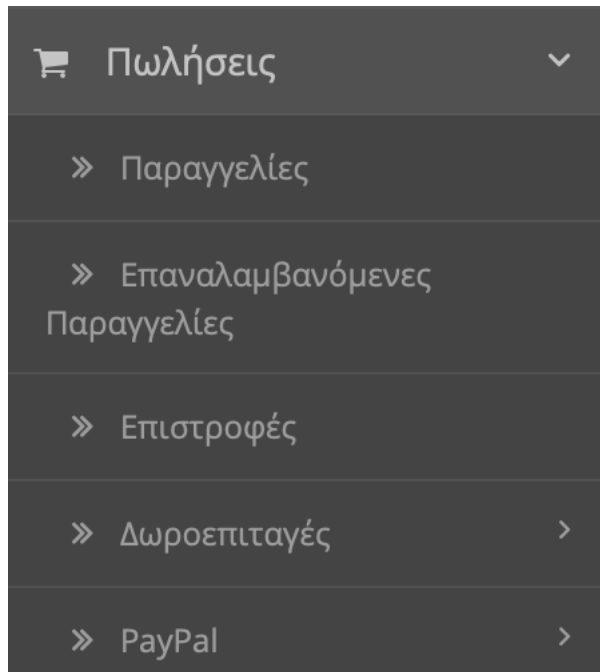 Πωλήσεις
Παραγγελίες
Επαναλαμβανόμενες
Παραγγελίες
Επιστροφές
Δωροεπιταγές
PayPal